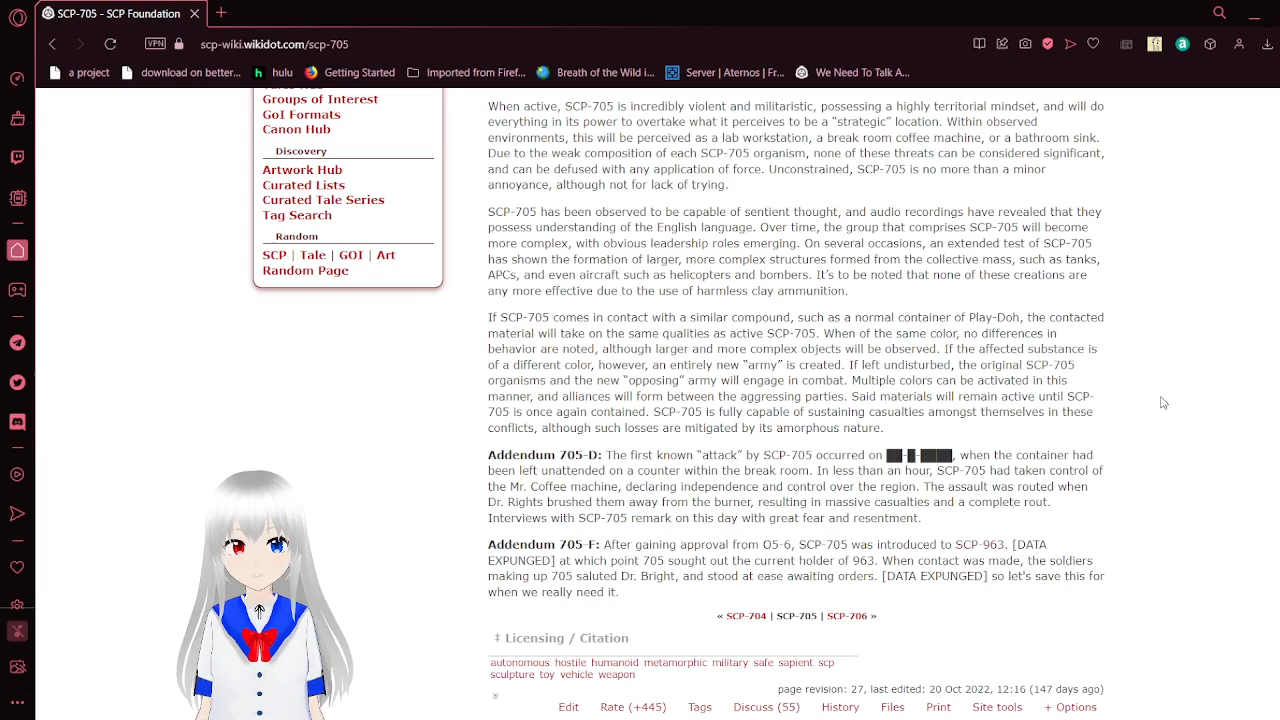 SCP-705 - SCP Foundation
VPN
scp-wiki.wikidot.com/scp-705
a project
download on better...
hulu
Getting Started
Imported from Firef...
Breath of the Wild i...
Server | Aternos | Fr...
We Need To Talk A...
Groups of Interest
GoI Formats
Canon Hub
Discovery
Artwork Hub
Curated Lists
Curated Tale Series
Tag Search
Random
SCP | Tale | GOI | Art
Random Page
When active, SCP-705 is incredibly violent and militaristic, possessing a highly territorial mindset, and will do
everything in its power to overtake what it perceives to be a “strategic” location. Within observed
environments, this will be perceived as a lab workstation, a break room coffee machine, or a bathroom sink.
Due to the weak composition of each SCP-705 organism, none of these threats can be considered significant,
and can be defused with any application of force. Unconstrained, SCP-705 is no more than a minor
annoyance, although not for lack of trying.
SCP-705 has been observed to be capable of sentient thought, and audio recordings have revealed that they
possess understanding of the English language. Over time, the group that comprises SCP-705 will become
more complex, with obvious leadership roles emerging. On several occasions, an extended test of SCP-705
has shown the formation of larger, more complex structures formed from the collective mass, such as tanks,
APCs, and even aircraft such as helicopters and bombers. It’s to be noted that none of these creations are
any more effective due to the use of harmless clay ammunition.
If SCP-705 comes in contact with a similar compound, such as a normal container of Play-Doh, the contacted
material will take on the same qualities as active SCP-705. When of the same color, no differences in
behavior are noted, although larger and more complex objects will be observed. If the affected substance is
of a different color, however, an entirely new “army” is created. If left undisturbed, the original SCP-705
organisms and the new “opposing” army will engage in combat. Multiple colors can be activated in this
manner, and alliances will form between the aggressing parties. Said materials will remain active until SCP-
705 is once again contained. SCP-705 is fully capable of sustaining casualties amongst themselves in these
conflicts, although such losses are mitigated by its amorphous nature.
Addendum 705-D: The first known “attack” by SCP-705 occurred on ██-█-████, when the container had
been left unattended on a counter within the break room. In less than an hour, SCP-705 had taken control of
the Mr. Coffee machine, declaring independence and control over the region. The assault was routed when
Dr. Rights brushed them away from the burner, resulting in massive casualties and a complete rout.
Interviews with SCP-705 remark on this day with great fear and resentment.
Addendum 705-F: After gaining approval from O5-6, SCP-705 was introduced to SCP-963. [DATA
EXPUNGED] at which point 705 sought out the current holder of 963. When contact was made, the soldiers
making up 705 saluted Dr. Bright, and stood at ease awaiting orders. [DATA EXPUNGED] so let's save this for
when we really need it.
« SCP-704 | SCP-705 | SCP-706 »
‡ Licensing / Citation
autonomous hostile humanoid metamorphic military safe sapient scp
sculpture toy vehicle weapon
page revision: 27, last edited: 20 Oct 2022, 12:16 (147 days ago)
Edit Rate (+445) Tags Discuss (55) History Files Print Site tools + Options